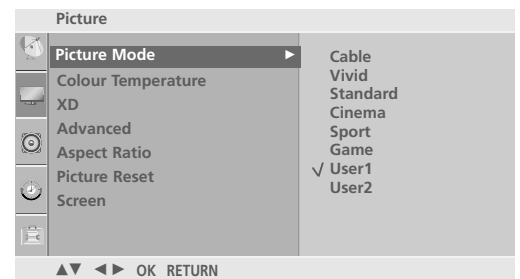 Picture
Picture Mode ►
Colour Temperature
XD
Advanced
Aspect Ratio
Picture Reset
Screen
Cable
Vivid
Standard
Cinema
Sport
Game
√ User1
User2
▲▼ ◄► OK RETURN